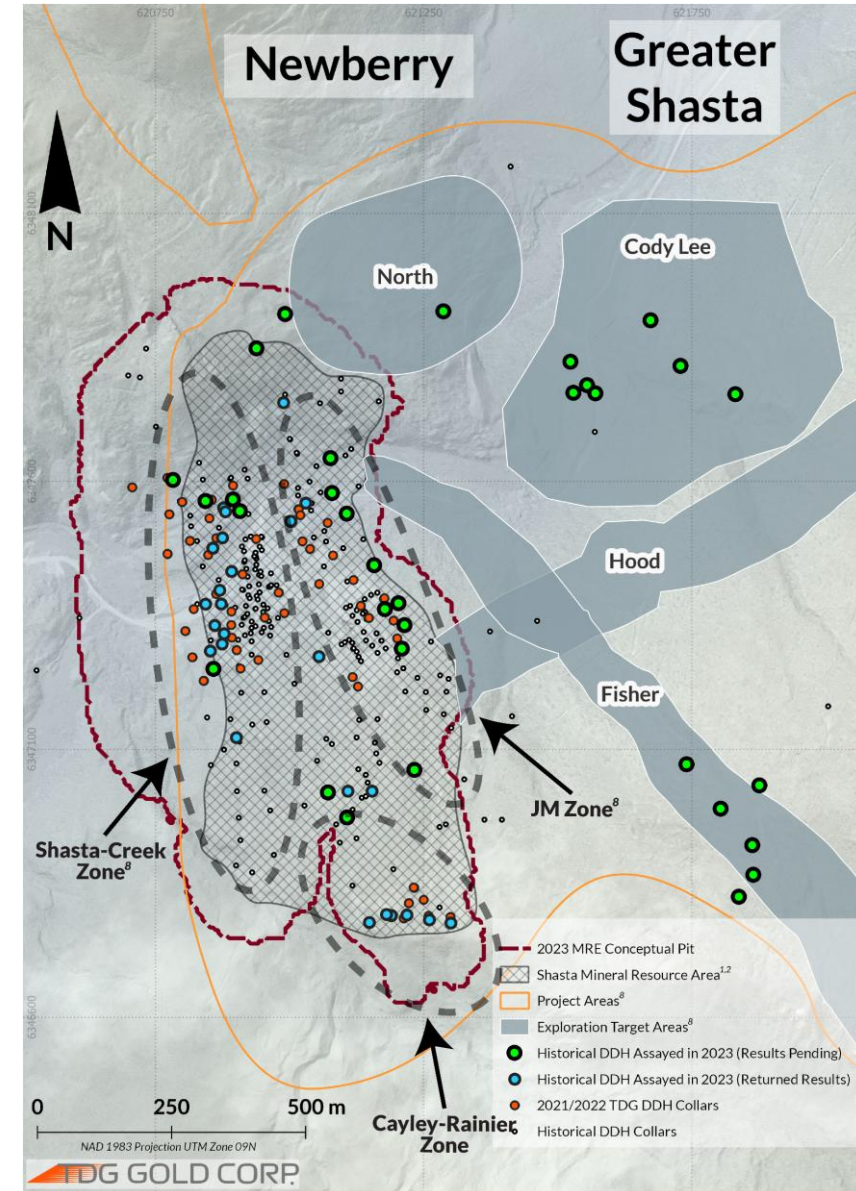 620750
621250
621750
Newberry
Greater
Shasta
N
6348100
North
Cody Lee
Hood
Fisher
6347100
JM Zone8
Shasta-Creek
Zone8
2023 MRE Conceptual Pit
Shasta Mineral Resource Area1,2
Project Areas8
6346600
Exploration Target Areas8
Historical DDH Assayed in 2023 (Results Pending)
Historical DDH Assayed in 2023 (Returned Results)
2021/2022 TDG DDH Collars
Historical DDH Collars
0 250 500 m
Cayley-Rainier
Zone
NAD 1983 Projection UTM Zone 09N
TDG GOLD CORP.